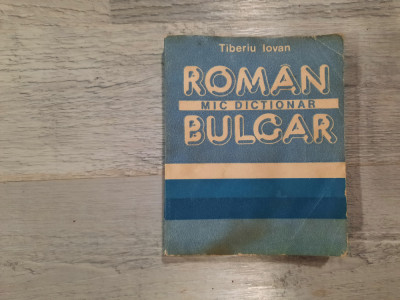 Tiberiu Iovan
ROMAN
MIC DICTIONAR
BULGAR